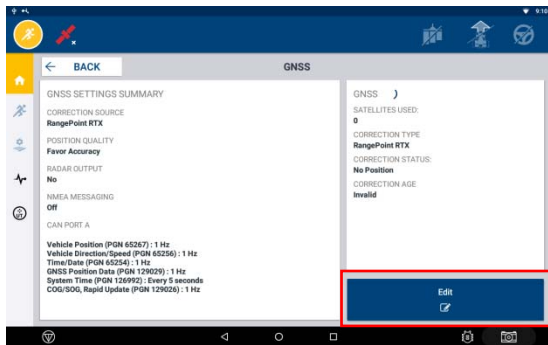 9:10
BACK
GNSS
GNSS SETTINGS SUMMARY
CORRECTION SOURCE
RangePoint RTX
POSITION QUALITY
Favor Accuracy
RADAR OUTPUT
No
NMEA MESSAGING
Off
CAN PORT A
Vehicle Position (PGN 65267) : 1 Hz
Vehicle Direction/Speed (PGN 65256) : 1 Hz
Time/Date (PGN 65254) : 1 Hz
GNSS Position Data (PGN 129029) : 1 Hz
System Time (PGN 126992) : Every 5 seconds
COG/SOG, Rapid Update (PGN 129026) : 1 Hz
GNSS
SATELLITES USED:
0
CORRECTION TYPE
RangePoint RTX
CORRECTION STATUS:
No Position
CORRECTION AGE
Invalid
Edit